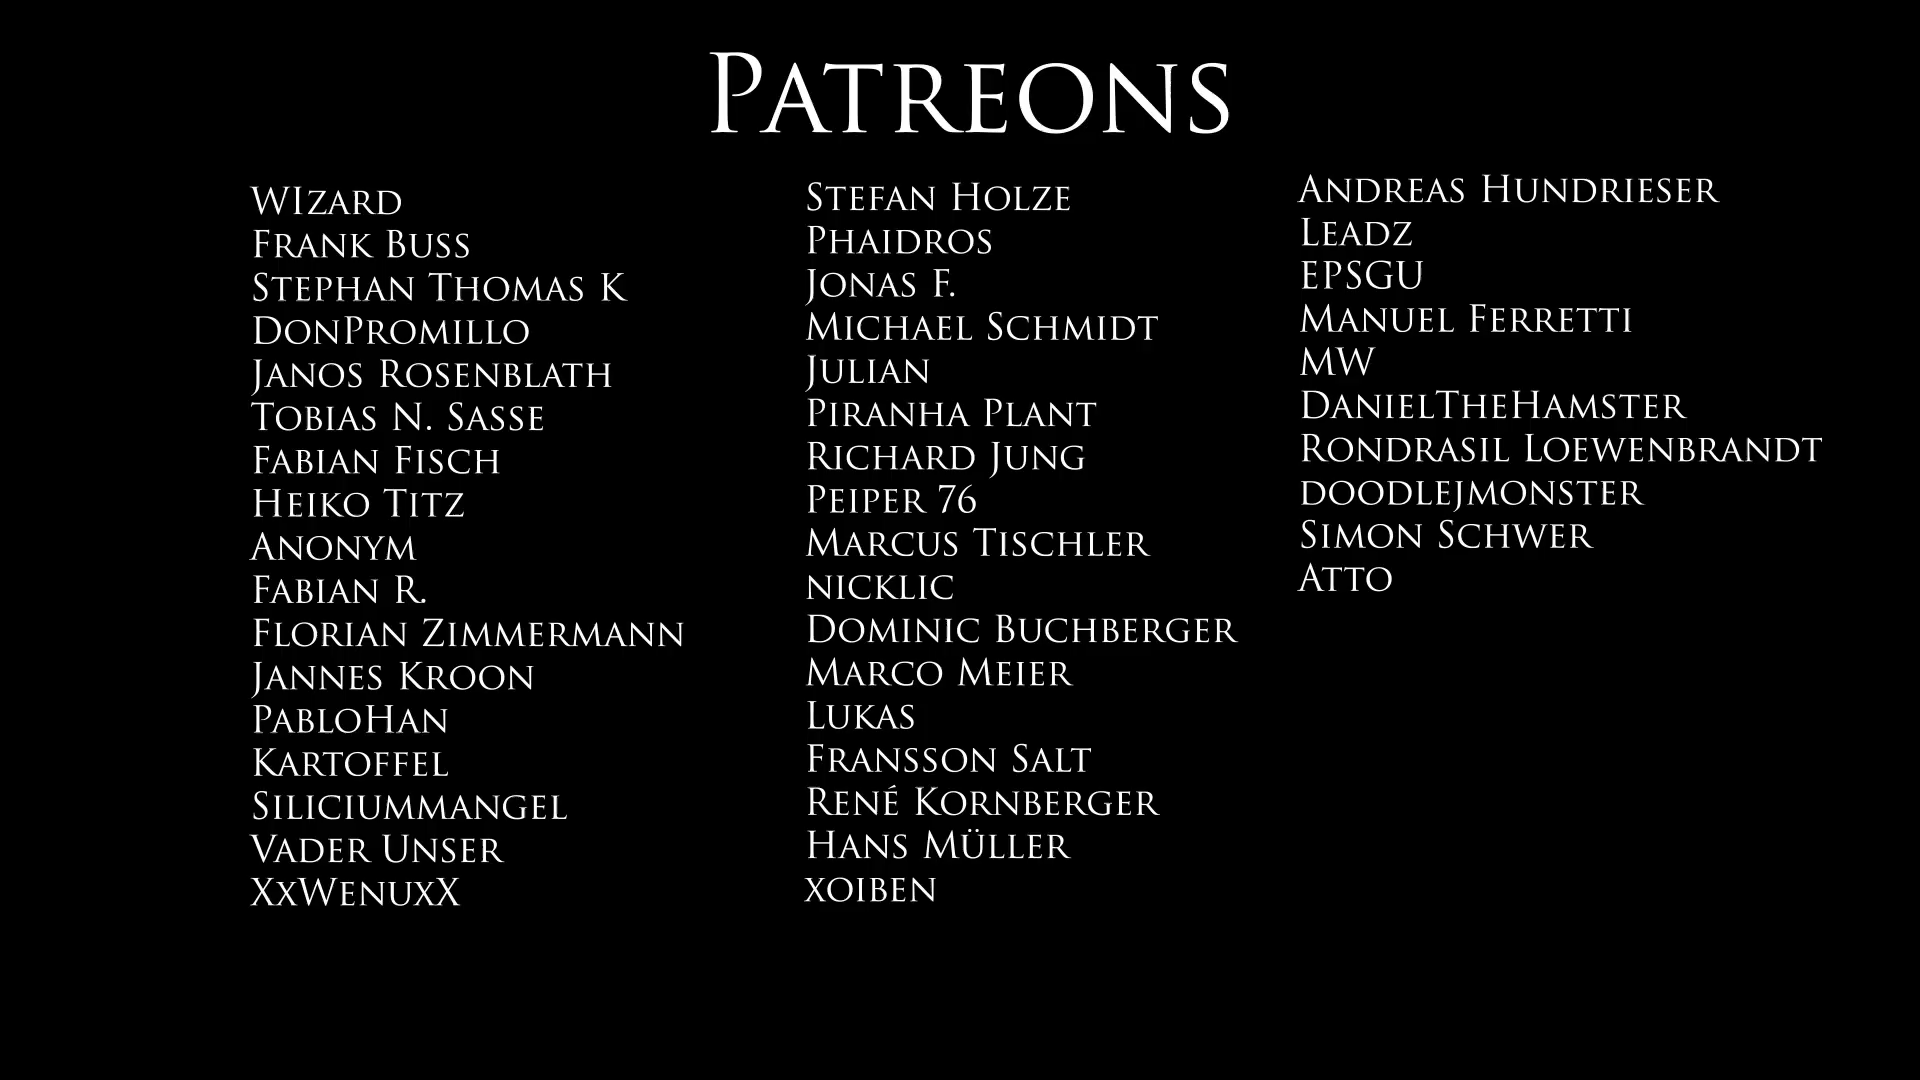 Patreons
WIzard
Frank Buss
Stephan Thomas K
DonPromillo
Janos Rosenblath
Tobias N. Sasse
Fabian Fisch
Heiko Titz
Anonym
Fabian R.
Florian Zimmermann
Jannes Kroon
PabloHan
Kartoffel
Siliciummangel
Vader Unser
XxWenuxX
Stefan Holze
Phaidros
Jonas F.
Michael Schmidt
Julian
Piranha Plant
Richard Jung
Peiper 76
Marcus Tischler
nicklic
Dominic Buchberger
Marco Meier
Lukas
Fransson Salt
René Kornberger
Hans Müller
xoiben
Andreas Hundrieser
Leadz
EPSGU
Manuel Ferretti
MW
DanielTheHamster
Rondrasil Loewenbrandt
doodlejmonster
Simon Schwer
Atto